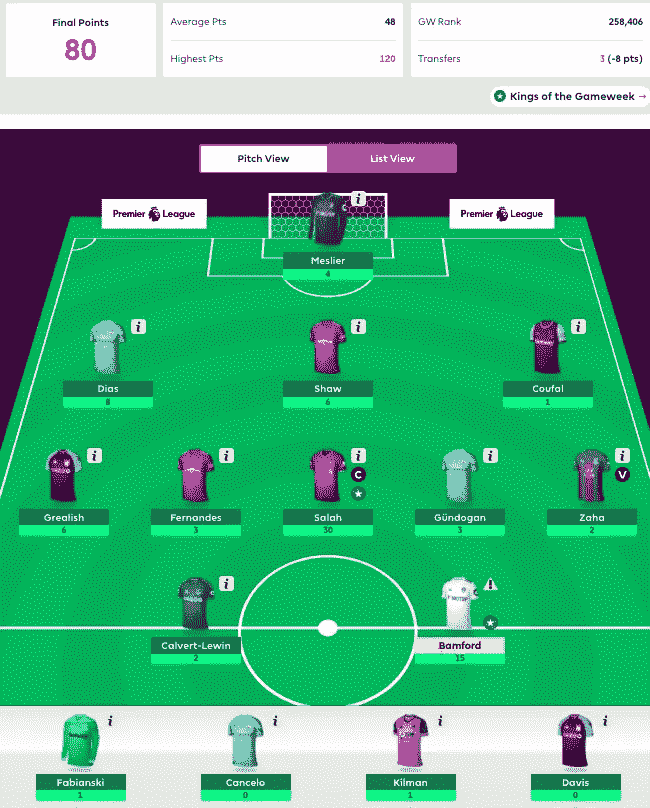 Final Points
80
Average Pts 48
Highest Pts 120
GW Rank 258,406
Transfers 3 (-8 pts)
Kings of the Gameweek →
Pitch View
List View
Premier League
Premier League
Meslier
4
Dias
8
Shaw
6
Coufal
1
Grealish
6
Fernandes
3
C
Salah
30
Gündogan
3
V
Zaha
2
Calvert-Lewin
2
Bamford
15
Fabianski
1
Cancelo
0
Kilman
1
Davis
0